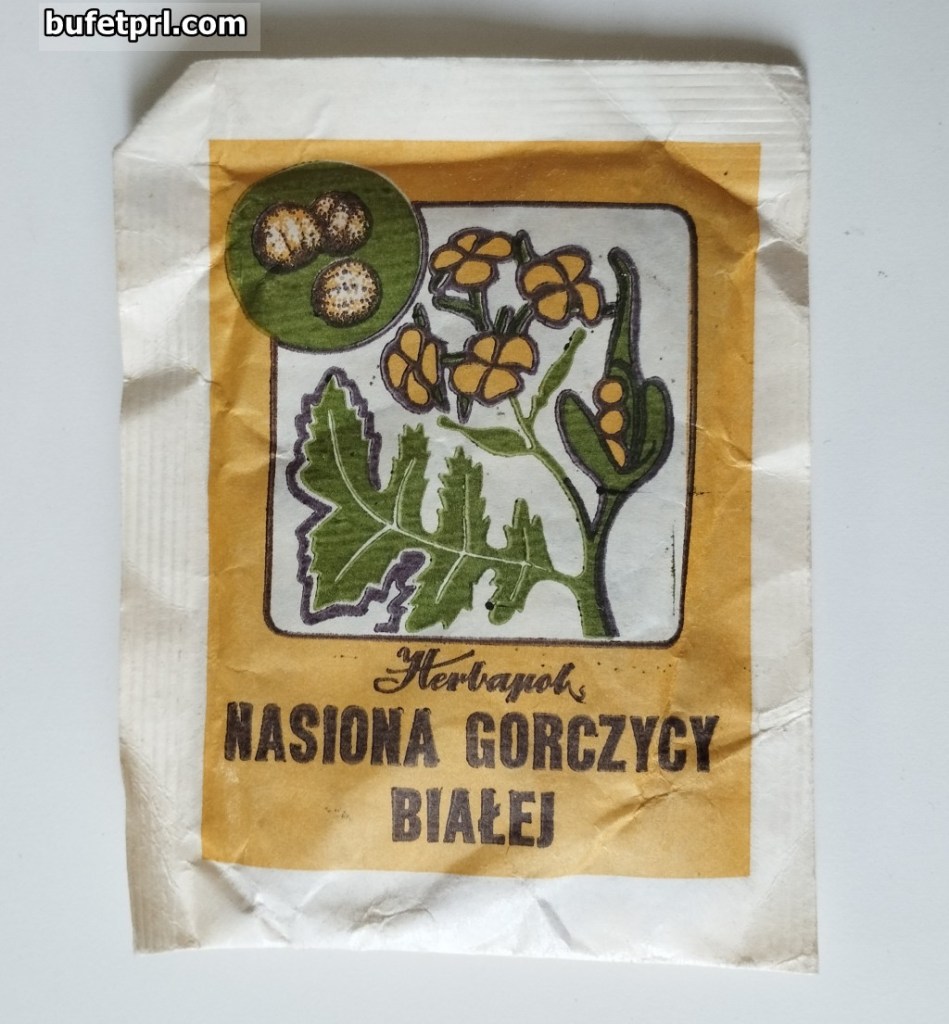 bufetprl.com
Herbapol
NASIONA GORCZYCY
BIAŁEJ